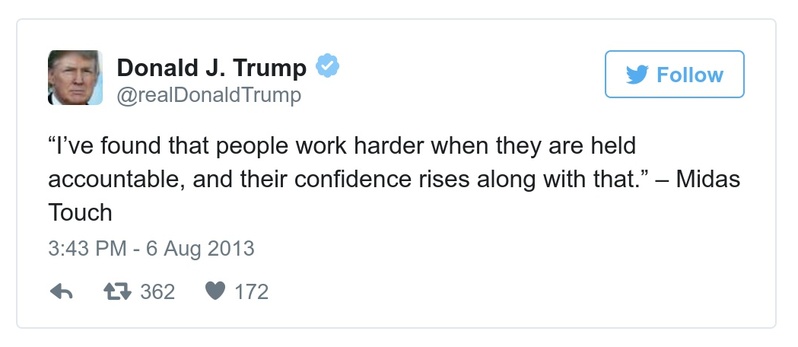 Donald J. Trump
@realDonaldTrump
Follow
“I’ve found that people work harder when they are held
accountable, and their confidence rises along with that.” – Midas
Touch
3:43 PM - 6 Aug 2013
362 172